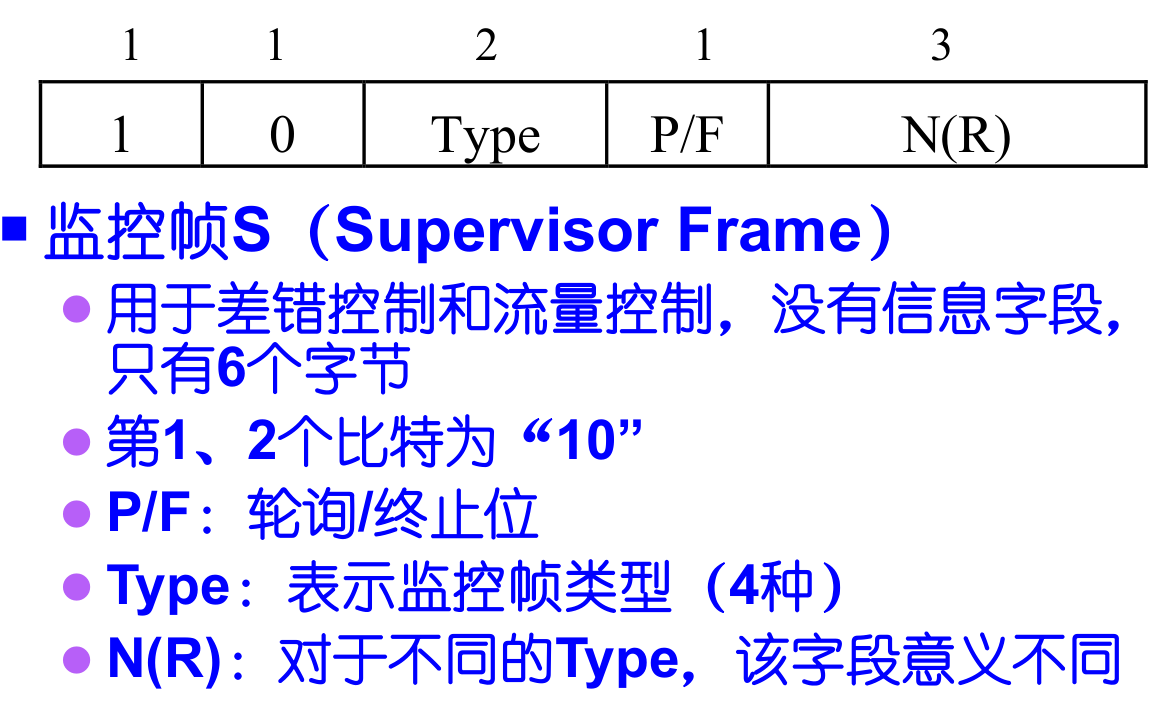 1 1 2 1 3
1 0 Type P/F N(R)
监控帧S（Supervisor Frame）
用于差错控制和流量控制，没有信息字段，
只有6个字节
第1、2个比特为“10”
P/F：轮询/终止位
Type：表示监控帧类型（4种）
N(R)：对于不同的Type，该字段意义不同